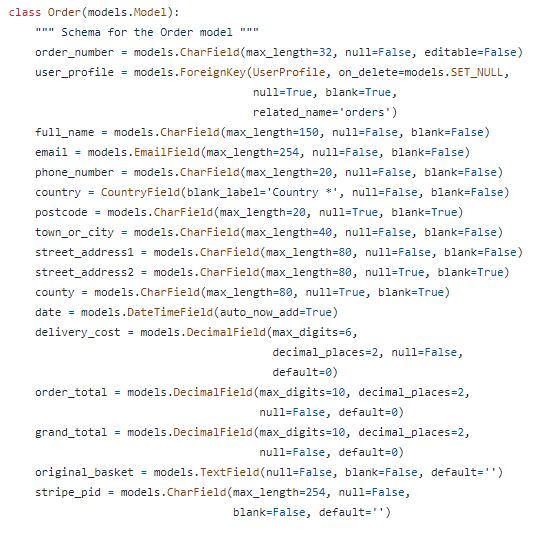 class Order(models.Model):
    """ Schema for the Order model """
    order_number = models.CharField(max_length=32, null=False, editable=False)
    user_profile = models.ForeignKey(UserProfile, on_delete=models.SET_NULL,
                                     null=True, blank=True,
                                     related_name='orders')
    full_name = models.CharField(max_length=150, null=False, blank=False)
    email = models.EmailField(max_length=254, null=False, blank=False)
    phone_number = models.CharField(max_length=20, null=False, blank=False)
    country = CountryField(blank_label='Country *', null=False, blank=False)
    postcode = models.CharField(max_length=20, null=True, blank=True)
    town_or_city = models.CharField(max_length=40, null=False, blank=False)
    street_address1 = models.CharField(max_length=80, null=False, blank=False)
    street_address2 = models.CharField(max_length=80, null=True, blank=True)
    county = models.CharField(max_length=80, null=True, blank=True)
    date = models.DateTimeField(auto_now_add=True)
    delivery_cost = models.DecimalField(max_digits=6,
                                        decimal_places=2, null=False,
                                        default=0)
    order_total = models.DecimalField(max_digits=10, decimal_places=2,
                                      null=False, default=0)
    grand_total = models.DecimalField(max_digits=10, decimal_places=2,
                                      null=False, default=0)
    original_basket = models.TextField(null=False, blank=False, default='')
    stripe_pid = models.CharField(max_length=254, null=False,
                                  blank=False, default='')